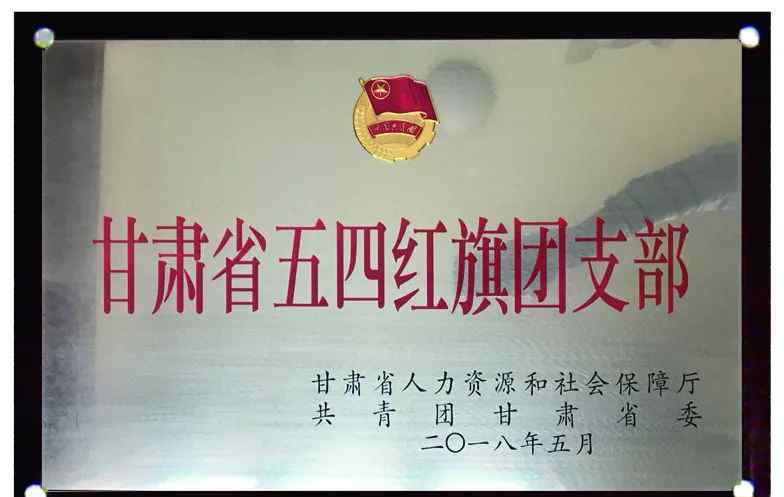 甘肃省五四红旗团支部
甘肃省人力资源和社会保障厅
共青团甘肃省委
二〇一八年五月